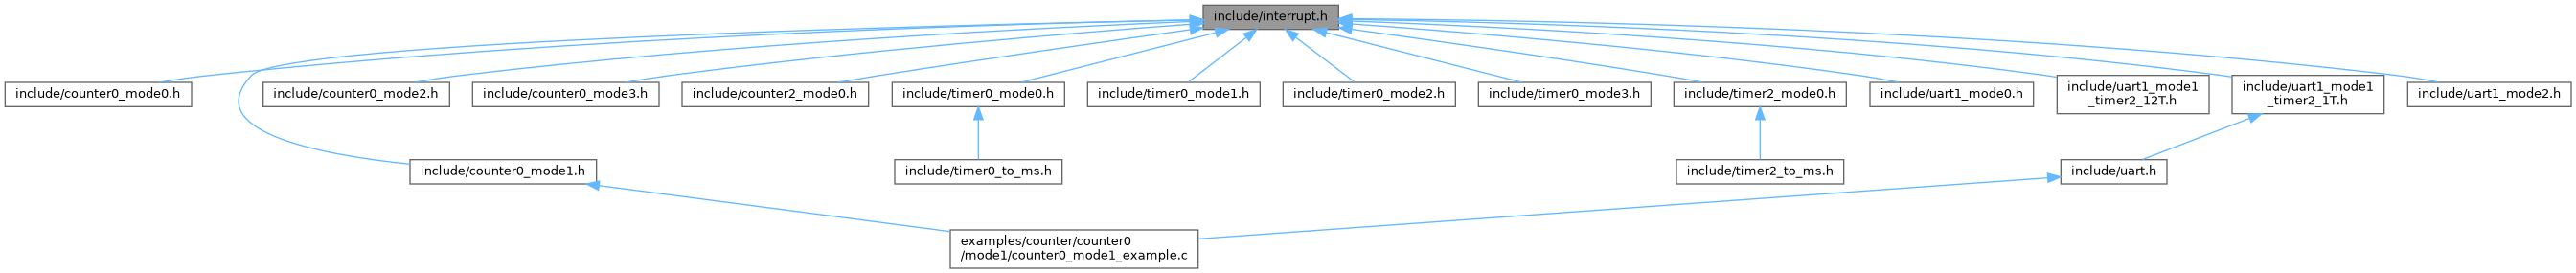 include/interrupt.h
include/counter0_mode0.h
include/counter0_mode2.h
include/counter0_mode3.h
include/counter2_mode0.h
include/timer0_mode0.h
include/timer0_mode1.h
include/timer0_mode2.h
include/timer0_mode3.h
include/timer2_mode0.h
include/uart1_mode0.h
include/uart1_mode1
_timer2_12T.h
include/uart1_mode1
_timer2_1T.h
include/uart1_mode2.h
include/counter0_mode1.h
include/timer0_to_ms.h
include/timer2_to_ms.h
include/uart.h
examples/counter/counter0
/mode1/counter0_mode1_example.c